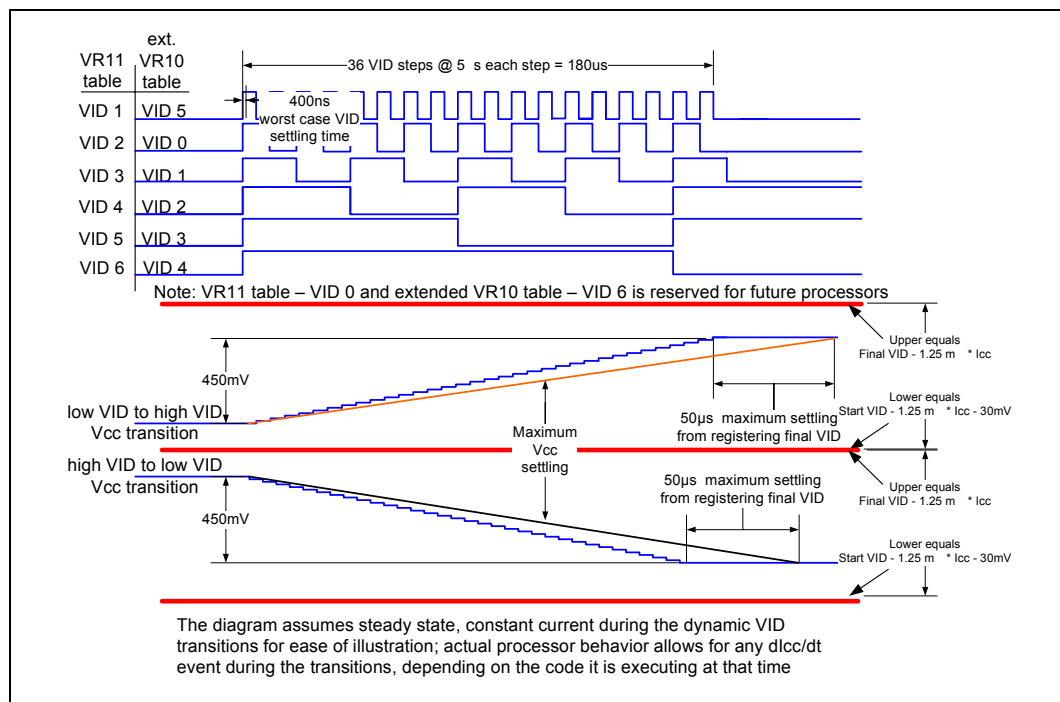 ext.
VR11 VR10
table table
36 VID steps @ 5 s each step = 180us
VID 1 VID 5
400ns
worst case VID
settling time
VID 2 VID 0
VID 3 VID 1
VID 4 VID 2
VID 5 VID 3
VID 6 VID 4
Note: VR11 table – VID 0 and extended VR10 table – VID 6 is reserved for future processors
Upper equals
Final VID - 1.25 m * Icc
450mV
low VID to high VID
Vcc transition
50µs maximum settling
from registering final VID
Lower equals
Start VID - 1.25 m * Icc - 30mV
Maximum
Vcc
settling
high VID to low VID
Vcc transition
50µs maximum settling
from registering final VID
Upper equals
Final VID - 1.25 m * Icc
450mV
Lower equals
Start VID - 1.25 m * Icc - 30mV
The diagram assumes steady state, constant current during the dynamic VID
transitions for ease of illustration; actual processor behavior allows for any dIcc/dt
event during the transitions, depending on the code it is executing at that time